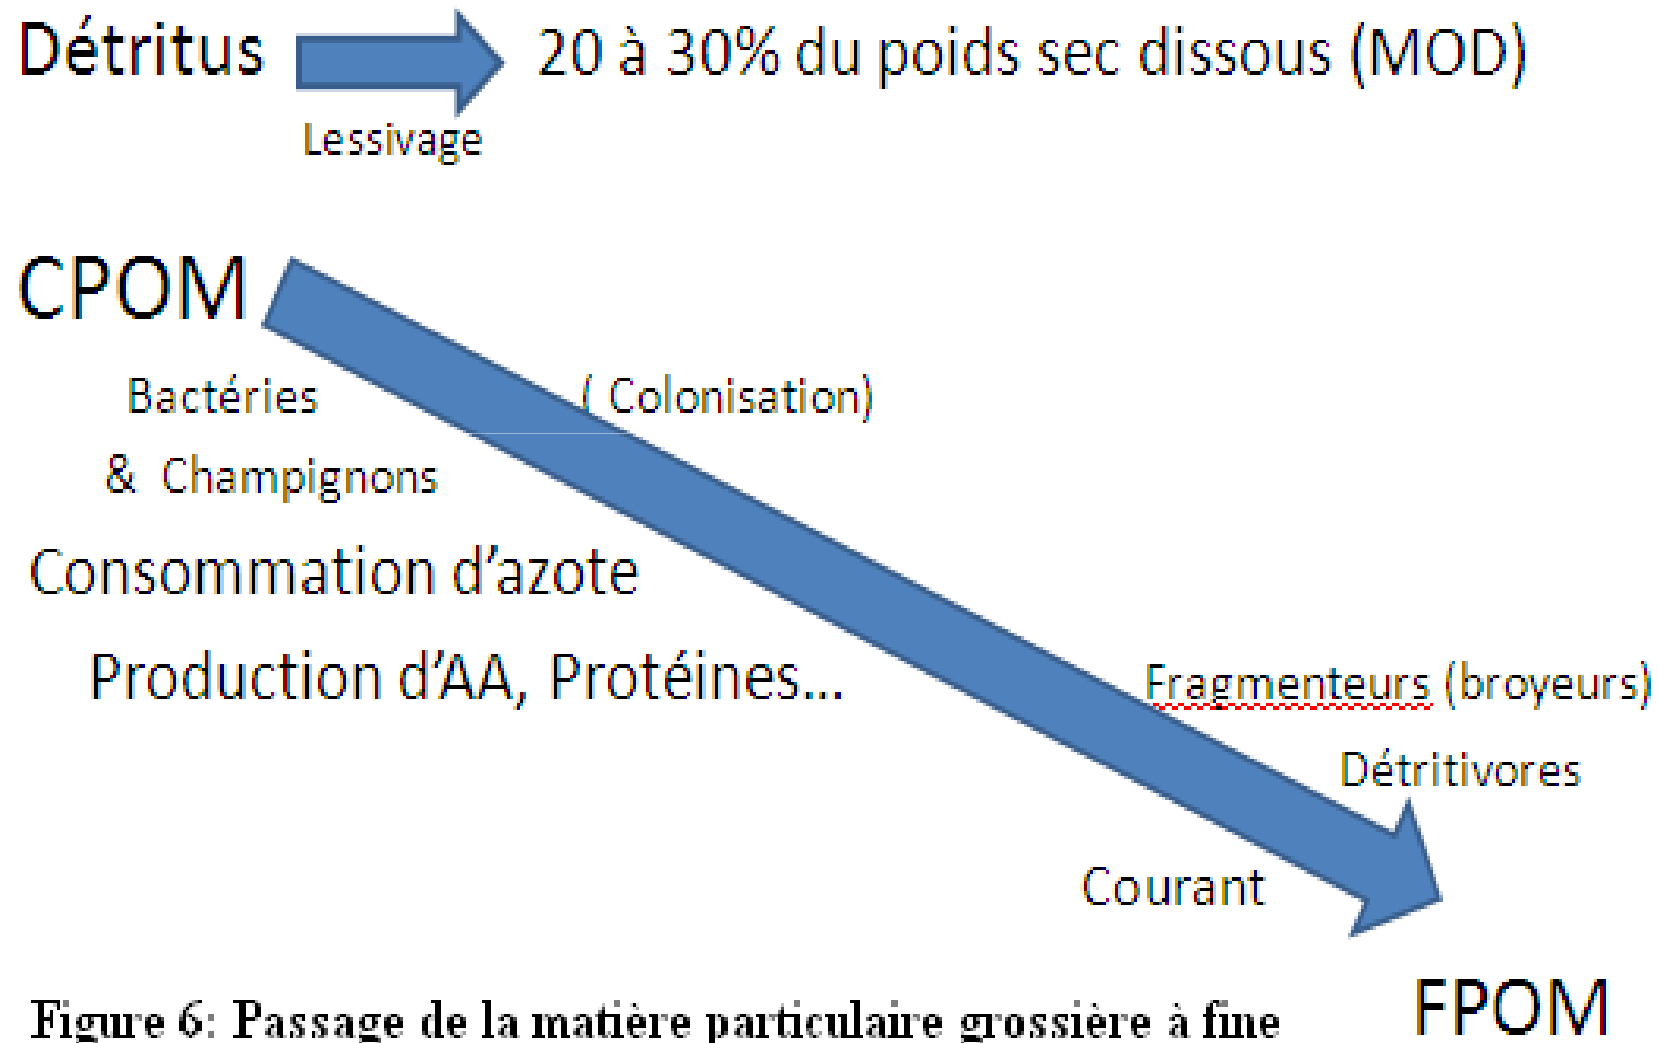 Détritus 20 à 30% du poids sec dissous (MOD)
Lessivage
CPOM
Bactéries ( Colonisation)
& Champignons
Consommation d'azote
Production d'AA, Protéines...
Fragmenteurs (broyeurs)
Détritivores
Courant
FPOM
Figure 6: Passage de la matière particulaire grossière à fine